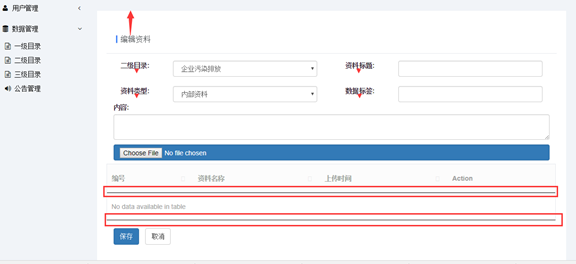 用户管理
数据管理
一级目录
二级目录
三级目录
公告管理
编辑资料
二级目录: 企业污染排放 资料标题:
资料类型: 内部资料 数据标签:
内容:
Choose File No file chosen
编写 资料名称 上传时间 Action
No data available in table
保存 取消